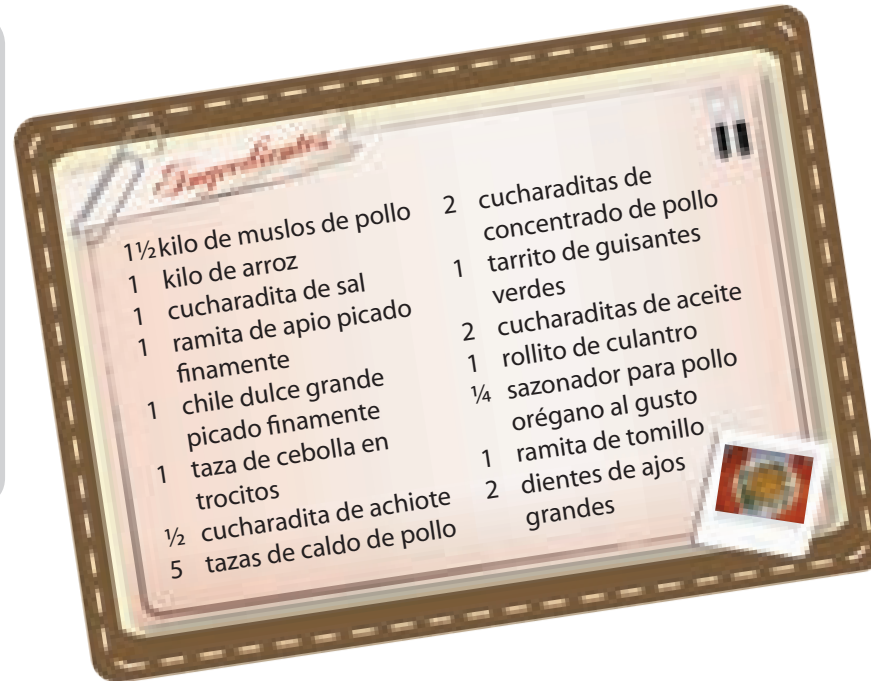 Ingredientes
1½ kilo de muslos de pollo
1 kilo de arroz
1 cucharadita de sal
1 ramita de apio picado
finamente
1 chile dulce grande
picado finamente
1 taza de cebolla en
trocitos
½ cucharadita de achiote
5 tazas de caldo de pollo
2 cucharaditas de
concentrado de pollo
1 tarrito de guisantes
verdes
2 cucharaditas de aceite
1 rollito de culantro
¼ sazonador para pollo
orégano al gusto
1 ramita de tomillo
2 dientes de ajos
grandes